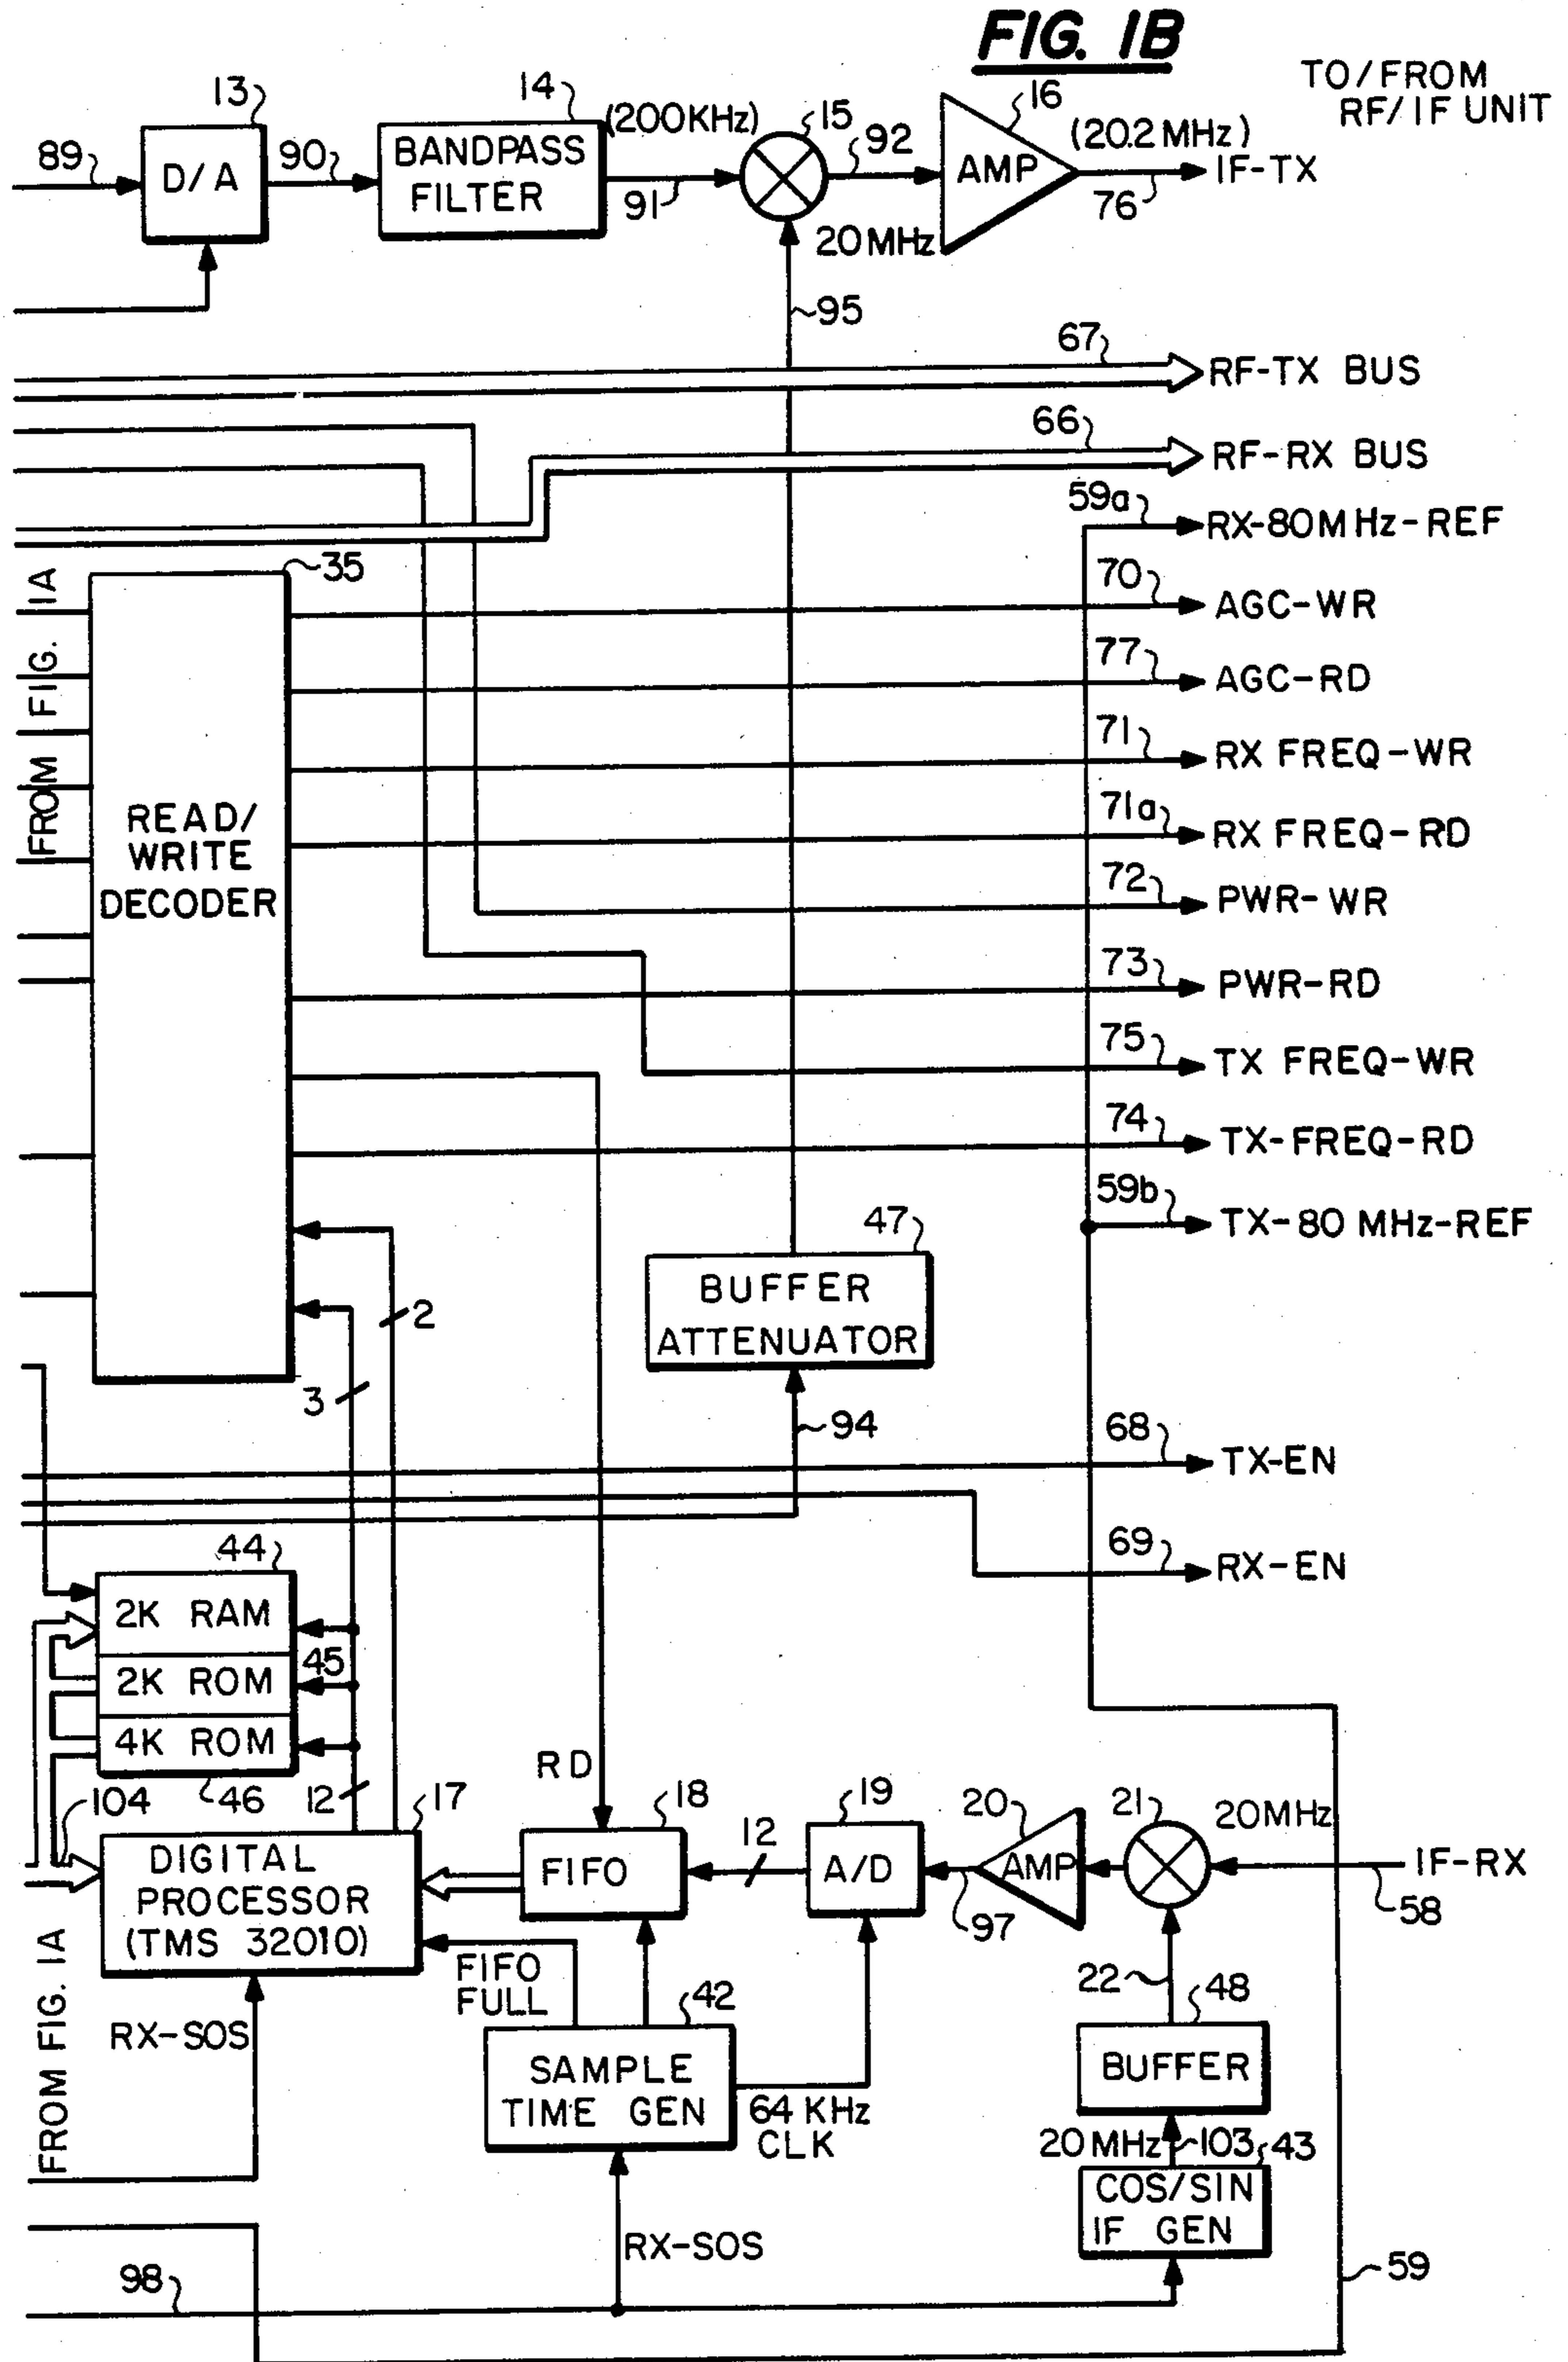 FIG. 1B
TO/FROM
RF/IF UNIT
13
14
(200KHz)
15
16
(20.2 MHz)
89
D/A
90
BANDPASS
FILTER
91
92
AMP
76
IF-TX
20 MHz
95
67
RF-TX BUS
66
RF-RX BUS
59a
RX-80MHz-REF
FROM FIG. 1A
35
READ/
WRITE
DECODER
70
AGC-WR
77
AGC-RD
71
RX FREQ-WR
71a
RX FREQ-RD
72
PWR-WR
73
PWR-RD
75
TX FREQ-WR
74
TX-FREQ-RD
59b
TX-80 MHz-REF
47
BUFFER
ATTENUATOR
2
3
94
68
TX-EN
69
RX-EN
44
2K RAM
45
2K ROM
4K ROM
46
12
104
17
DIGITAL
PROCESSOR
(TMS 32010)
RD
18
FIFO
12
19
A/D
20
AMP
97
21
20MHz
IF-RX
58
FROM FIG. 1A
RX-SOS
FIFO
FULL
42
SAMPLE
TIME GEN
64 KHz
CLK
22
48
BUFFER
20 MHz
103
43
COS/SIN
IF GEN
RX-SOS
98
59